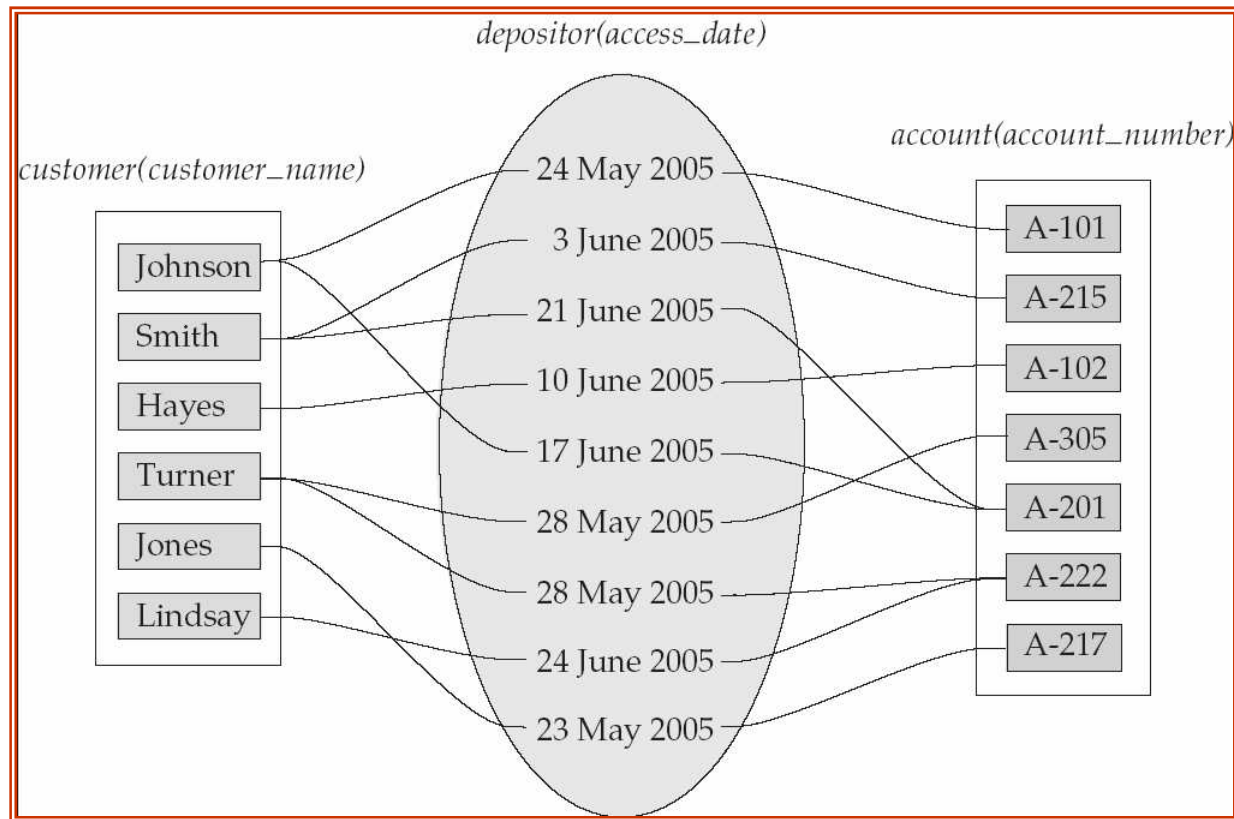 depositor(access_date)
account(account_number)
customer(customer_name)
24 May 2005
3 June 2005
21 June 2005
10 June 2005
17 June 2005
28 May 2005
28 May 2005
24 June 2005
23 May 2005
Johnson
Smith
Hayes
Turner
Jones
Lindsay
A-101
A-215
A-102
A-305
A-201
A-222
A-217